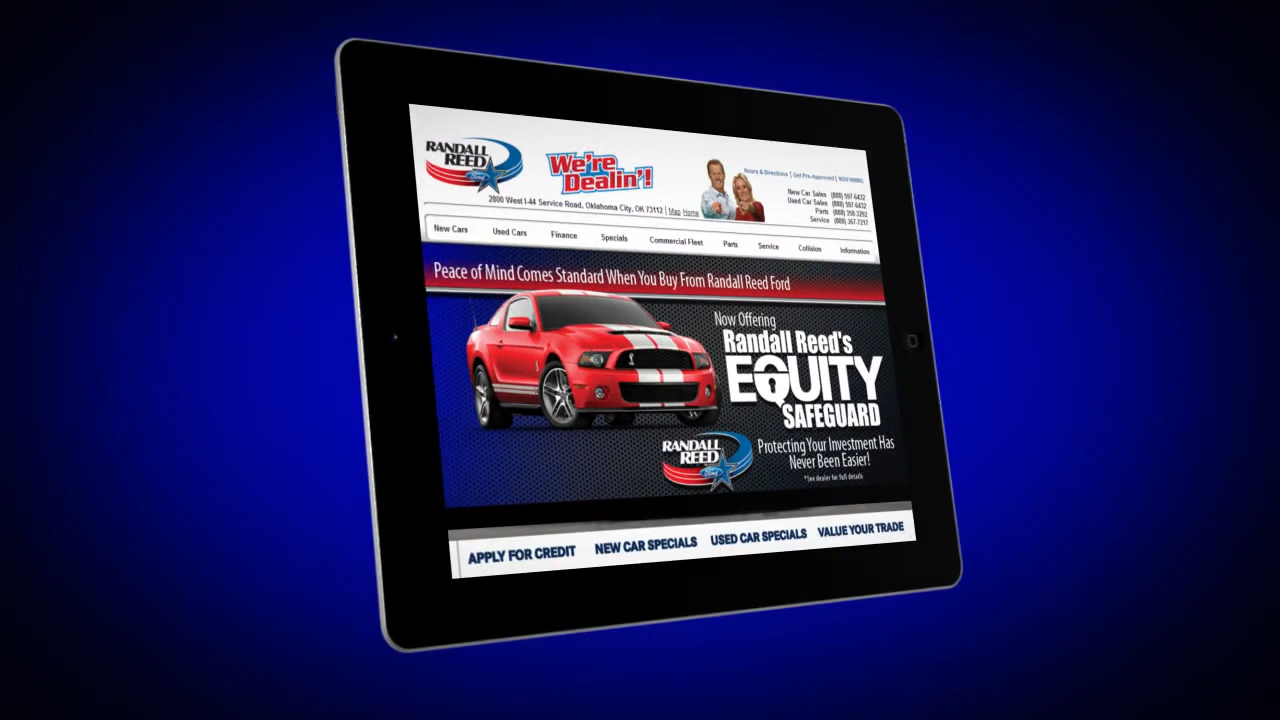 RANDALL
REED
Ford
We're
Dealin'!
Hours & Directions | Get Pre-Approved |
New Car Sales (888) 597-6432
Used Car Sales (888) 597-6432
Parts (888) 358-3292
Service (888) 367-7217
2800 West I-44 Service Road, Oklahoma City, OK 73112 | Map Home
New Cars Used Cars Finance Specials Commercial Fleet Parts Service Collision Information
Peace of Mind Comes Standard When You Buy From Randall Reed Ford
Now Offering
Randall Reed's
EQUITY
SAFEGUARD
RANDALL
REED
Ford
Protecting Your Investment Has
Never Been Easier!
*See dealer for full details
APPLY FOR CREDIT NEW CAR SPECIALS USED CAR SPECIALS VALUE YOUR TRADE